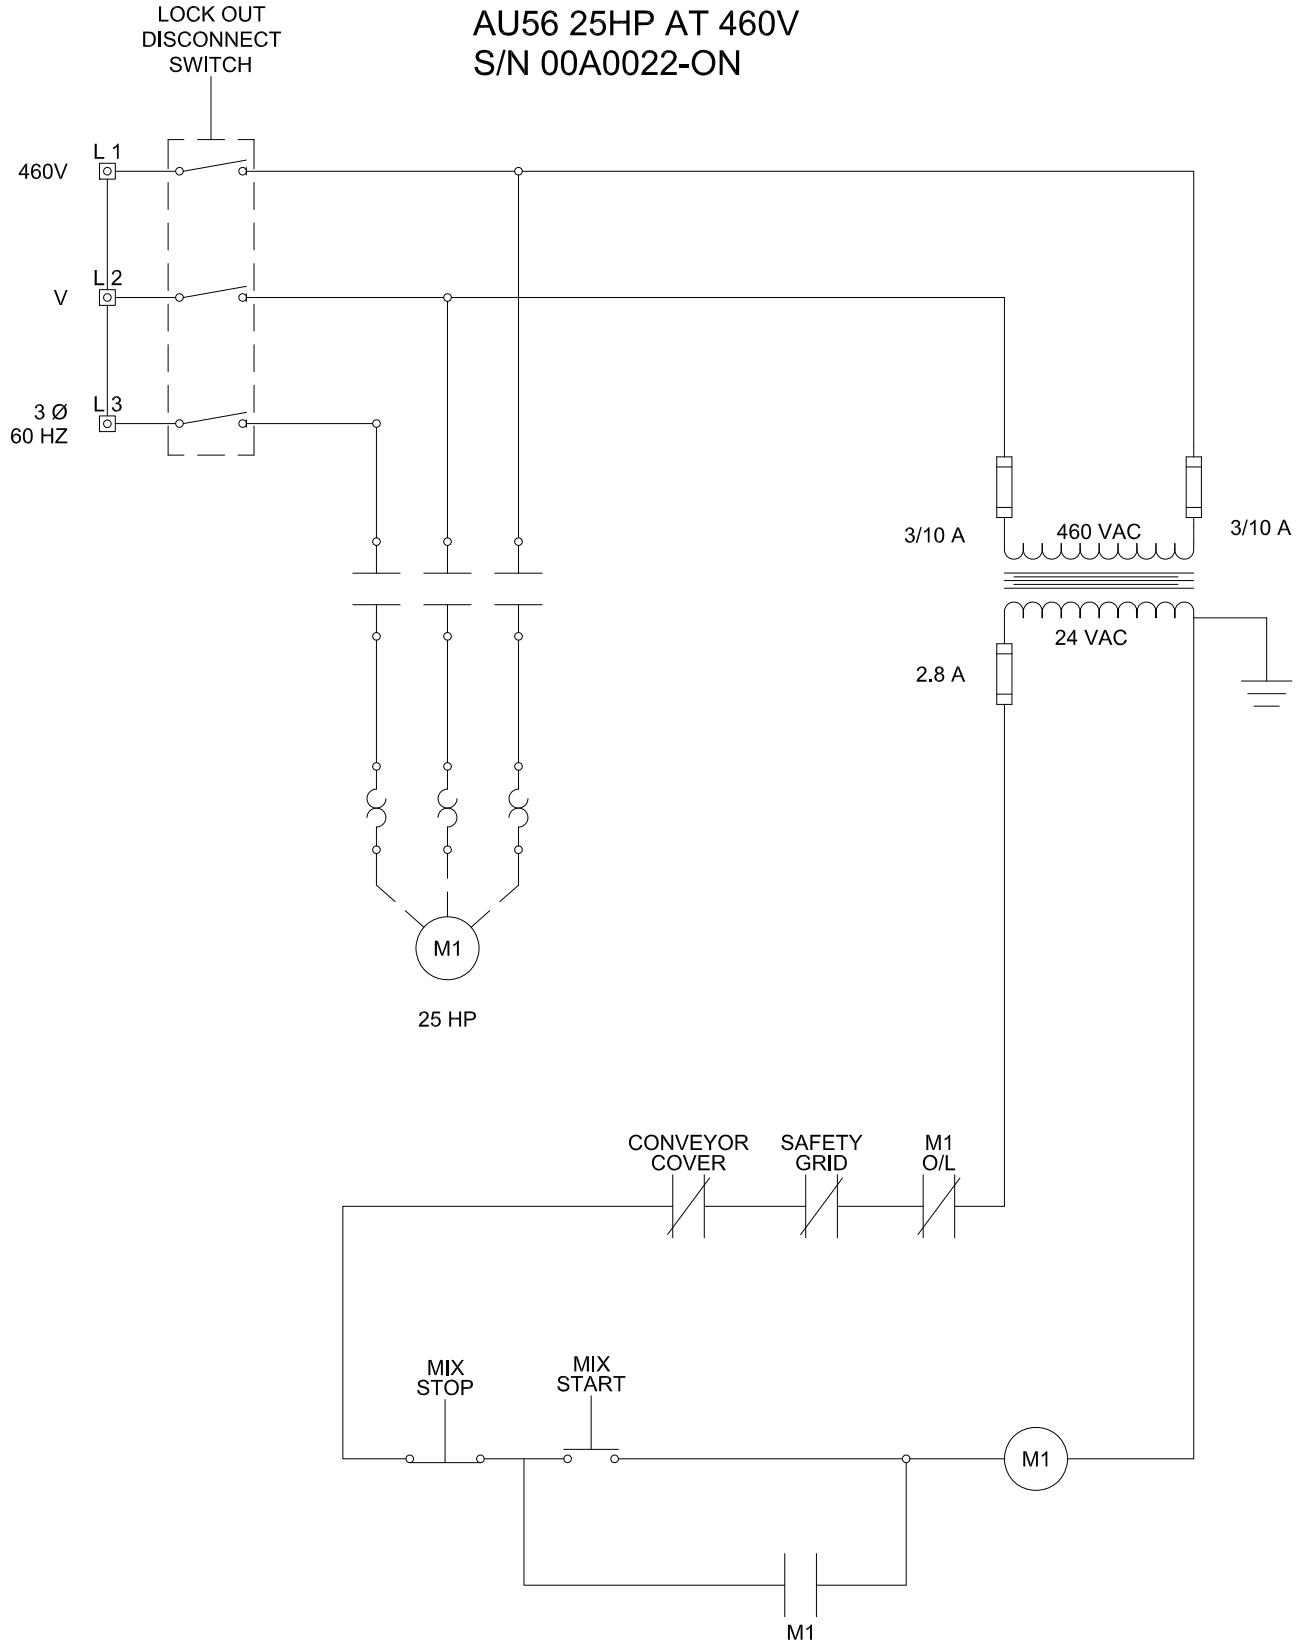 LOCK OUT
DISCONNECT
SWITCH
AU56 25HP AT 460V
S/N 00A0022-ON
L 1
460V
L 2
V
L 3
3 Ø
60 HZ
3/10 A
460 VAC
3/10 A
24 VAC
2.8 A
M1
25 HP
CONVEYOR
COVER
SAFETY
GRID
M1
O/L
MIX
STOP
MIX
START
M1
M1